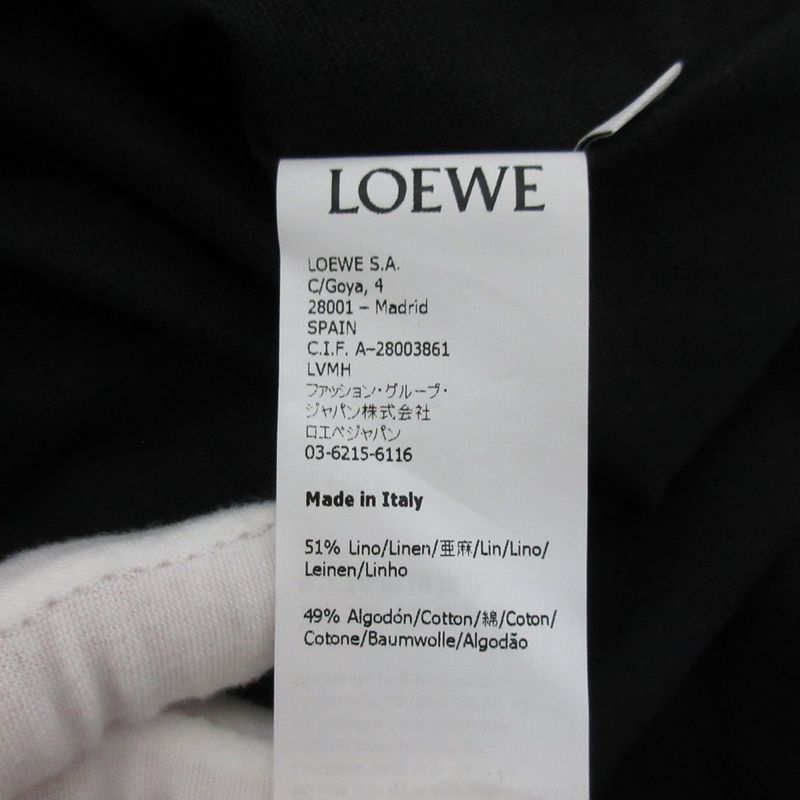 LOEWE
LOEWE S.A.
C/Goya, 4
28001 – Madrid
SPAIN
C.I.F. A-28003861
LVMH
ファッション・グループ・
ジャパン株式会社
ロエベジャパン
03-6215-6116
Made in Italy
51% Lino/Linen/亜麻/Lin/Lino/
Leinen/Linho
49% Algodón/Cotton/綿/Coton/
Cotone/Baumwolle/Algodão